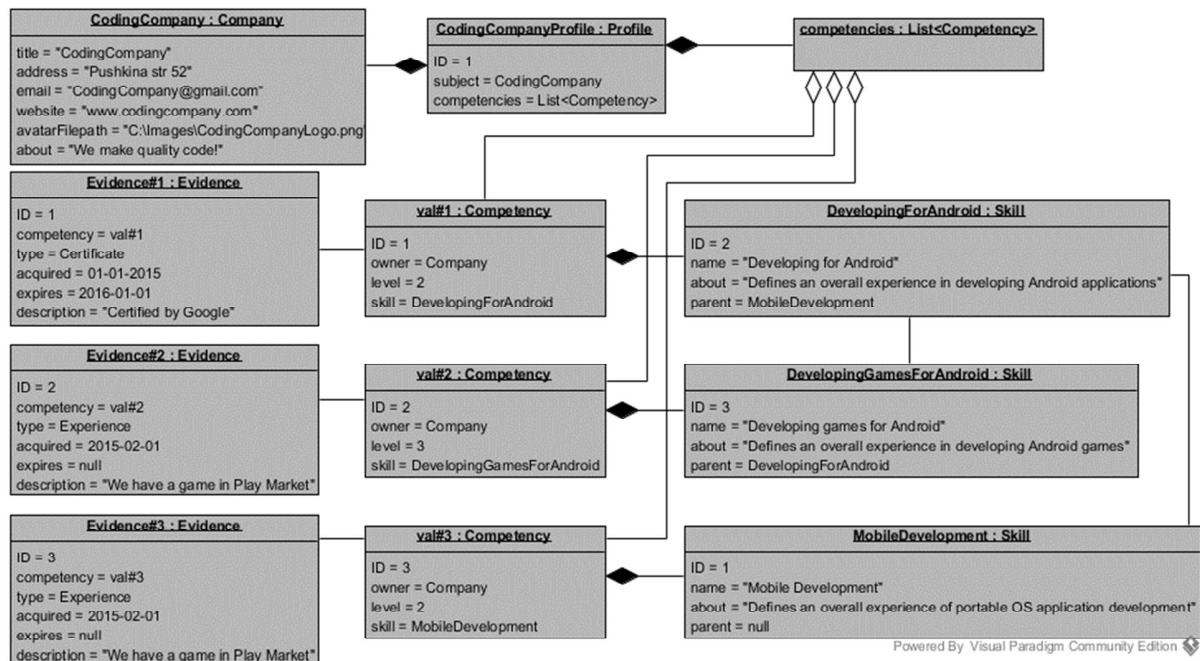 CodingCompany : Company
title = "CodingCompany"
address = "Pushkina str 52"
email = "CodingCompany@gmail.com"
website = "www.codingcompany.com"
avatarFilepath = "C:\Images\CodingCompanyLogo.png"
about = "We make quality code!"
CodingCompanyProfile : Profile
ID = 1
subject = CodingCompany
competencies = List<Competency>
competencies : List<Competency>
Evidence#1 : Evidence
ID = 1
competency = val#1
type = Certificate
acquired = 01-01-2015
expires = 2016-01-01
description = "Certified by Google"
val#1 : Competency
ID = 1
owner = Company
level = 2
skill = DevelopingForAndroid
DevelopingForAndroid : Skill
ID = 2
name = "Developing for Android"
about = "Defines an overall experience in developing Android applications"
parent = MobileDevelopment
Evidence#2 : Evidence
ID = 2
competency = val#2
type = Experience
acquired = 2015-02-01
expires = null
description = "We have a game in Play Market"
val#2 : Competency
ID = 2
owner = Company
level = 3
skill = DevelopingGamesForAndroid
DevelopingGamesForAndroid : Skill
ID = 3
name = "Developing games for Android"
about = "Defines an overall experience in developing Android games"
parent = DevelopingForAndroid
Evidence#3 : Evidence
ID = 3
competency = val#3
type = Experience
acquired = 2015-02-01
expires = null
description = "We have a game in Play Market"
val#3 : Competency
ID = 3
owner = Company
level = 2
skill = MobileDevelopment
MobileDevelopment : Skill
ID = 1
name = "Mobile Development"
about = "Defines an overall experience of portable OS application development"
parent = null
Powered By Visual Paradigm Community Edition